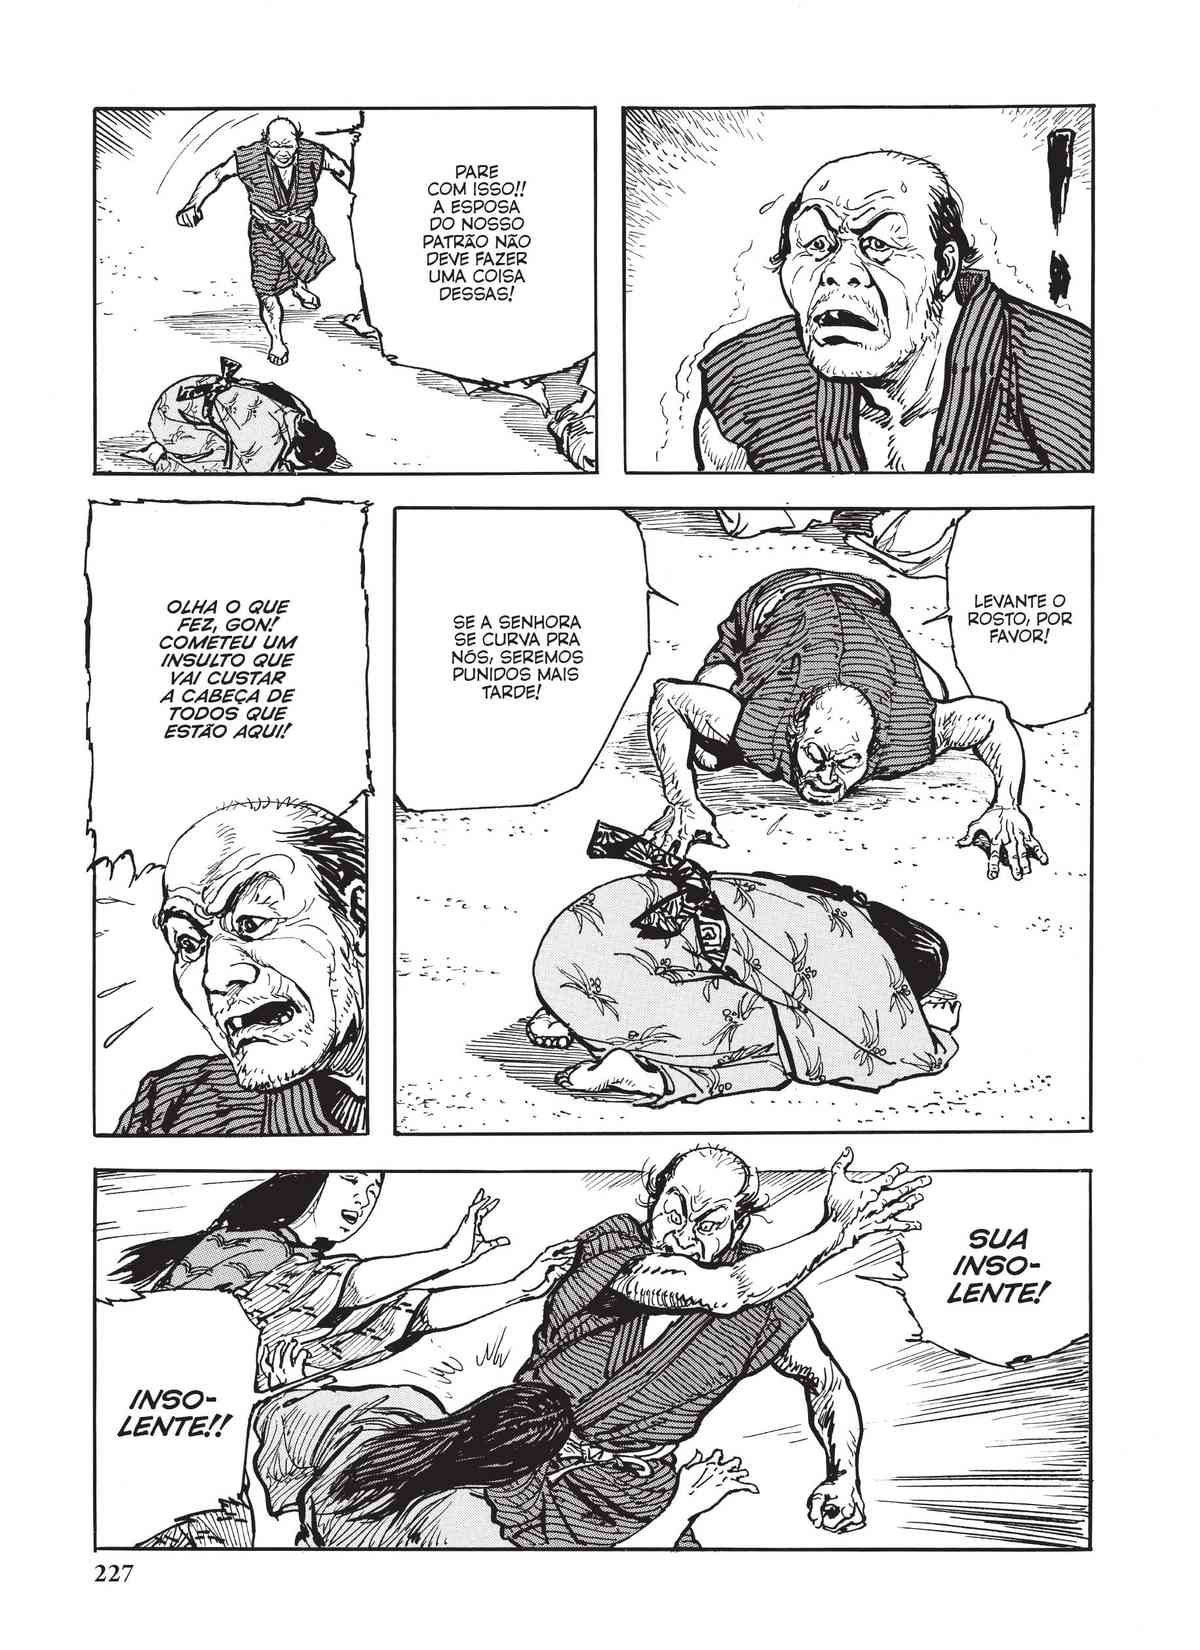 PARE
COM ISSO!!
A ESPOSA
DO NOSSO
PATRÃO NÃO
DEVE FAZER
UMA COISA
DESSAS!
!
LEVANTE O
ROSTO, POR
FAVOR!
SE A SENHORA
SE CURVA PRA
NÓS, SEREMOS
PUNIDOS MAIS
TARDE!
OLHA O QUE
FEZ, GON!
COMETEU UM
INSULTO QUE
VAI CUSTAR
A CABEÇA DE
TODOS QUE
ESTÃO AQUI!
SUA
INSO-
LENTE!
INSO-
LENTE!!
227